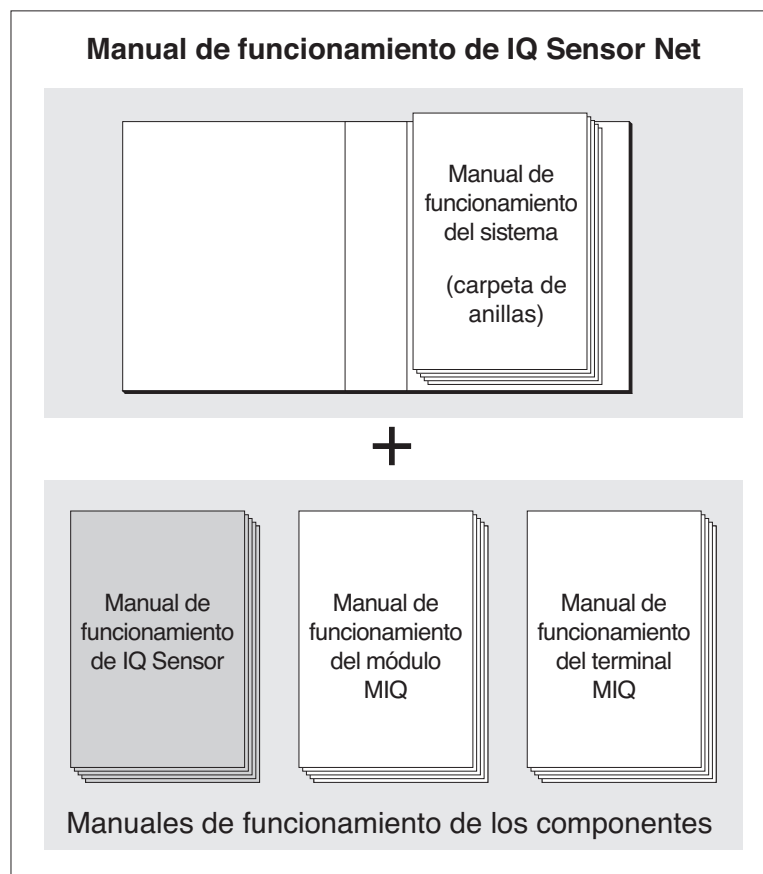 Manual de funcionamiento de IQ Sensor Net
Manual de
funcionamiento
del sistema
(carpeta de
anillas)
+
Manual de
funcionamiento
de IQ Sensor
Manual de
funcionamiento
del módulo
MIQ
Manual de
funcionamiento
del terminal
MIQ
Manuales de funcionamiento de los componentes